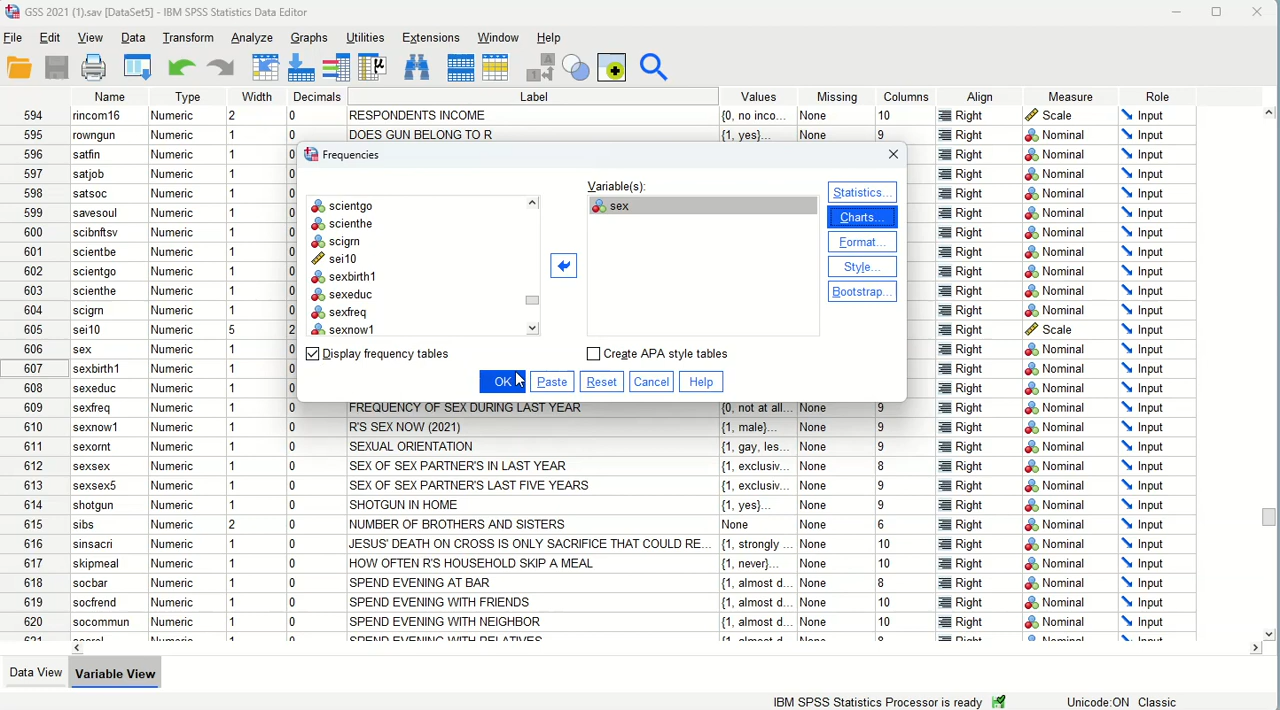 GSS 2021 (1).sav [DataSet5] - IBM SPSS Statistics Data Editor
File Edit View Data Transform Analyze Graphs Utilities Extensions Window Help
Name Type Width Decimals Label Values Missing Columns Align Measure Role
594 rincom16 Numeric 2 0 RESPONDENT'S INCOME {0, no inco... None 10 Right Scale Input
595 rowngun Numeric 1 0 DOES GUN BELONG TO R {1, yes}... None 9 Right Nominal Input
596 satfin Numeric 1 0 Right Nominal Input
597 satjob Numeric 1 0 Right Nominal Input
598 satsoc Numeric 1 0 Right Nominal Input
599 savesoul Numeric 1 0 Right Nominal Input
600 scibnftsv Numeric 1 0 Right Nominal Input
601 scientbe Numeric 1 0 Right Nominal Input
602 scientgo Numeric 1 0 Right Nominal Input
603 scienthe Numeric 1 0 Right Nominal Input
604 scigrn Numeric 1 0 Right Nominal Input
605 sei10 Numeric 5 2 Right Scale Input
606 sex Numeric 1 0 Right Nominal Input
607 sexbirth1 Numeric 1 0 Right Nominal Input
608 sexeduc Numeric 1 0 Right Nominal Input
609 sexfreq Numeric 1 0 FREQUENCY OF SEX DURING LAST YEAR {0, not at all... None 9 Right Nominal Input
610 sexnow1 Numeric 1 0 R'S SEX NOW (2021) {1, male}... None 9 Right Nominal Input
611 sexornt Numeric 1 0 SEXUAL ORIENTATION {1, gay, les... None 9 Right Nominal Input
612 sexsex Numeric 1 0 SEX OF SEX PARTNER'S IN LAST YEAR {1, exclusiv... None 8 Right Nominal Input
613 sexsex5 Numeric 1 0 SEX OF SEX PARTNER'S LAST FIVE YEARS {1, exclusiv... None 9 Right Nominal Input
614 shotgun Numeric 1 0 SHOTGUN IN HOME {1, yes}... None 9 Right Nominal Input
615 sibs Numeric 2 0 NUMBER OF BROTHERS AND SISTERS None None 6 Right Nominal Input
616 sinsacri Numeric 1 0 JESUS' DEATH ON CROSS IS ONLY SACRIFICE THAT COULD RE... {1, strongly ... None 10 Right Nominal Input
617 skipmeal Numeric 1 0 HOW OFTEN R'S HOUSEHOLD SKIP A MEAL {1, never}... None 10 Right Nominal Input
618 socbar Numeric 1 0 SPEND EVENING AT BAR {1, almost d... None 8 Right Nominal Input
619 socfrend Numeric 1 0 SPEND EVENING WITH FRIENDS {1, almost d... None 10 Right Nominal Input
620 socommun Numeric 1 0 SPEND EVENING WITH NEIGHBOR {1, almost d... None 10 Right Nominal Input
621 socrel Numeric 1 0 SPEND EVENING WITH RELATIVES {1, almost d... None 8 Right Nominal Input
Frequencies
Variable(s):
scientgo
scienthe
scigrn
sei10
sexbirth1
sexeduc
sexfreq
sexnow1
sex
Statistics...
Charts...
Format...
Style...
Bootstrap...
Display frequency tables
Create APA style tables
OK Paste Reset Cancel Help
Data View Variable View
IBM SPSS Statistics Processor is ready Unicode:ON Classic